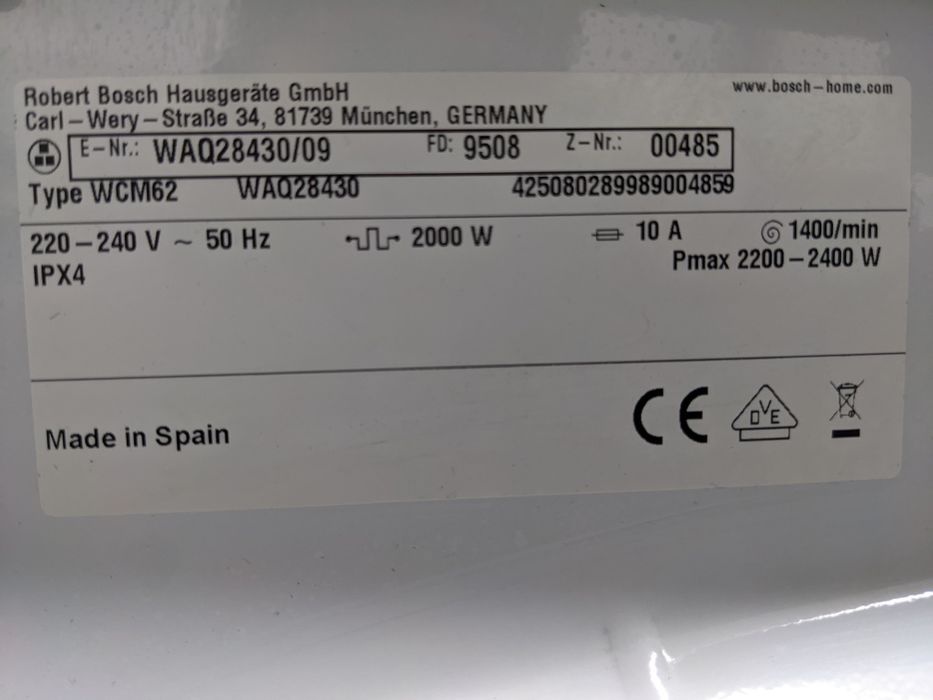 Robert Bosch Hausgeräte GmbH www.bosch-home.com
Carl-Wery-Straße 34, 81739 München, GERMANY
E-Nr.: WAQ28430/09 FD: 9508 Z-Nr.: 00485
Type WCM62 WAQ28430 425080289989004859
220-240 V ~ 50 Hz 2000 W 10 A 1400/min
IPX4 Pmax 2200-2400 W
Made in Spain CE DVE